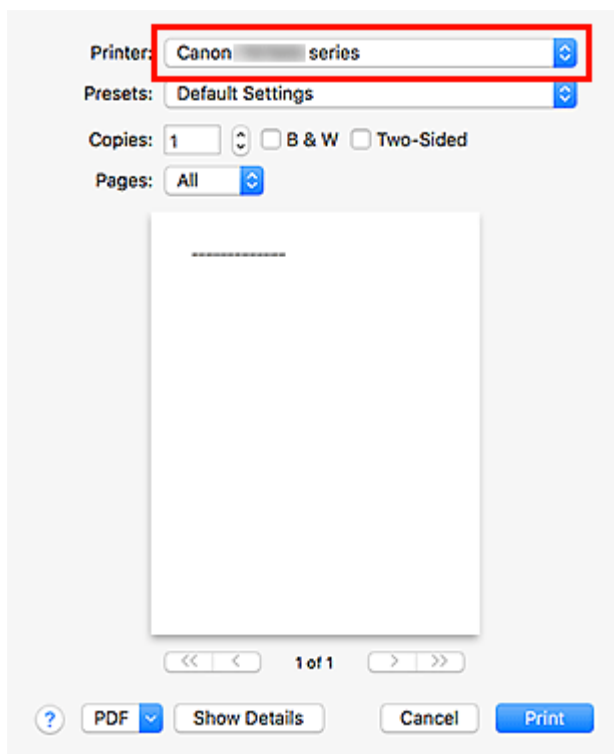 Printer: Canon series
Presets: Default Settings
Copies: 1 B & W Two-Sided
Pages: All
-------------
<< < 1 of 1 > >>
? PDF Show Details Cancel Print